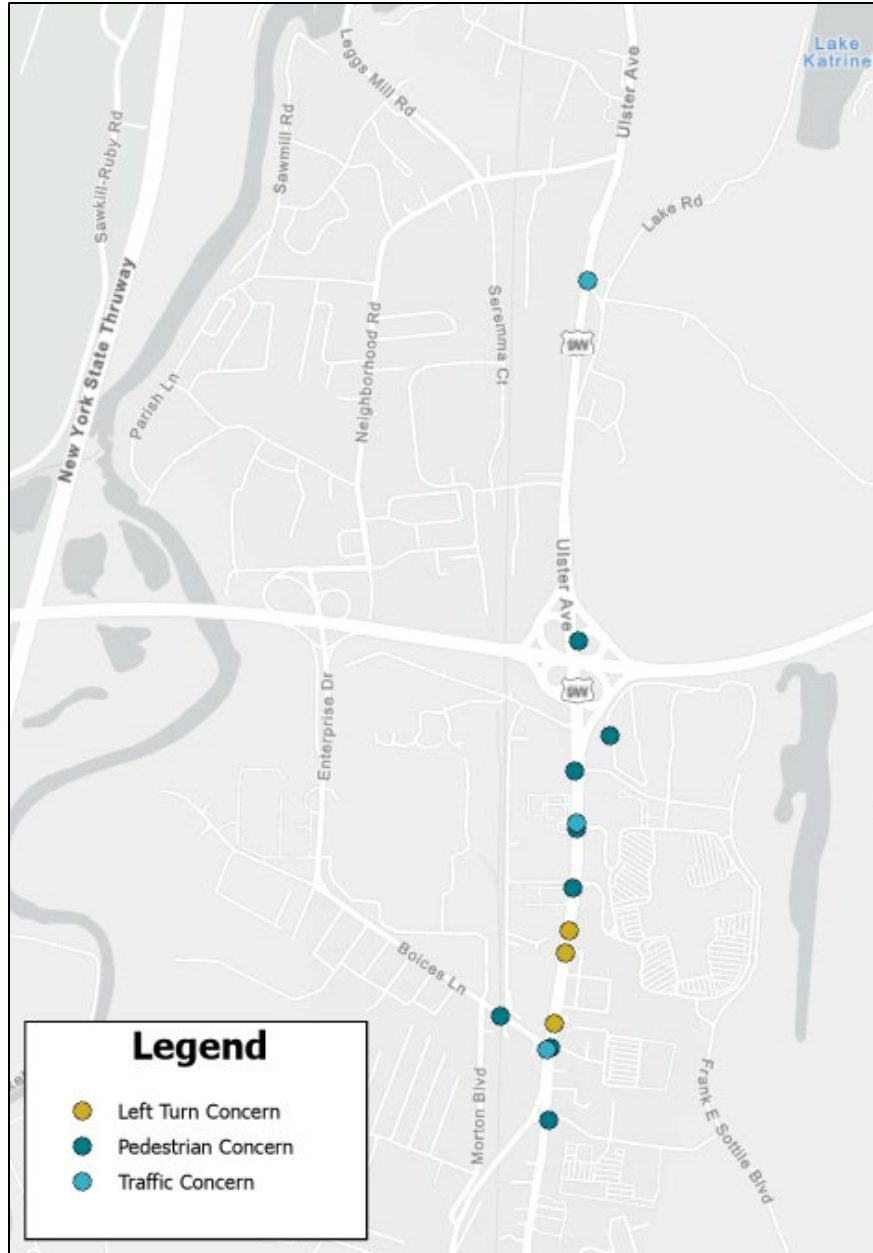 Lake
Katrine
Leggs Mill Rd
Ulster Ave
Sawkill-Ruby Rd
Sawmill Rd
Lake Rd
New York State Thruway
Neighborhood Rd
Seremma Ct
9W
Parish Ln
Ulster Ave
9W
Enterprise Dr
Boices Ln
Morton Blvd
Frank E Sottile Blvd
Legend
Left Turn Concern
Pedestrian Concern
Traffic Concern